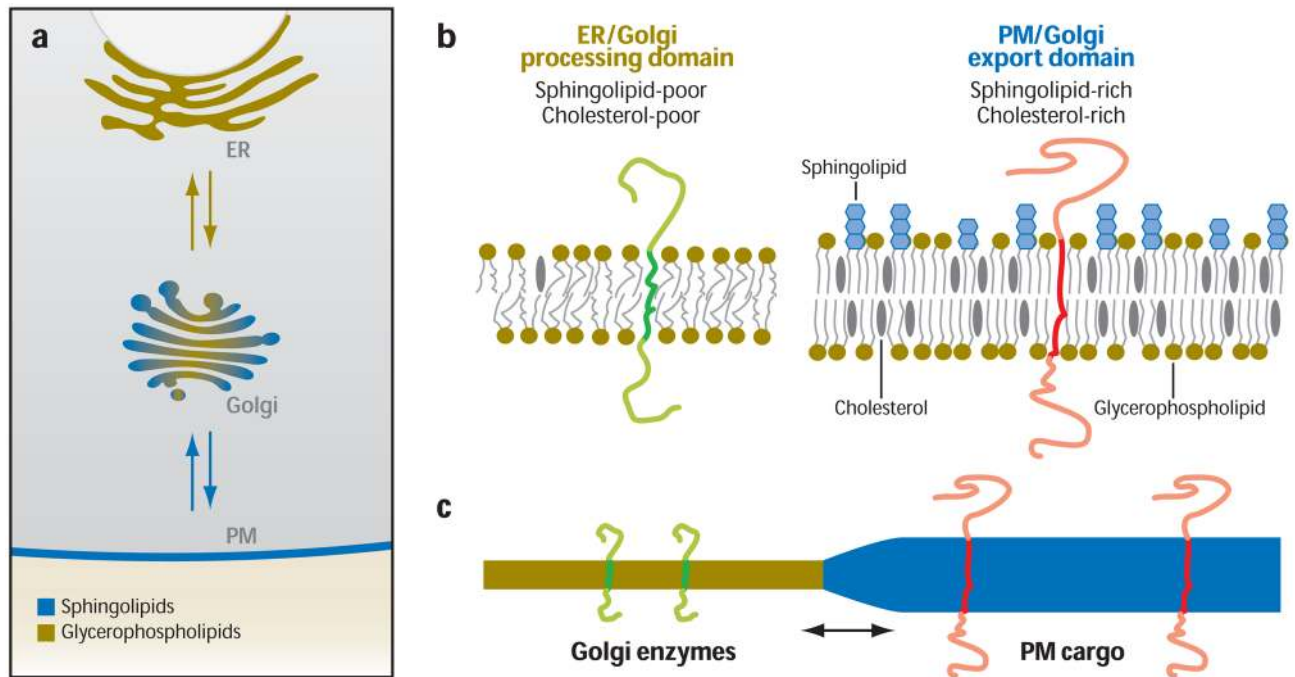 a
ER
Golgi
PM
Sphingolipids
Glycerophospholipids
b
ER/Golgi
processing domain
Sphingolipid-poor
Cholesterol-poor
PM/Golgi
export domain
Sphingolipid-rich
Cholesterol-rich
Sphingolipid
Cholesterol
Glycerophospholipid
c
Golgi enzymes
PM cargo